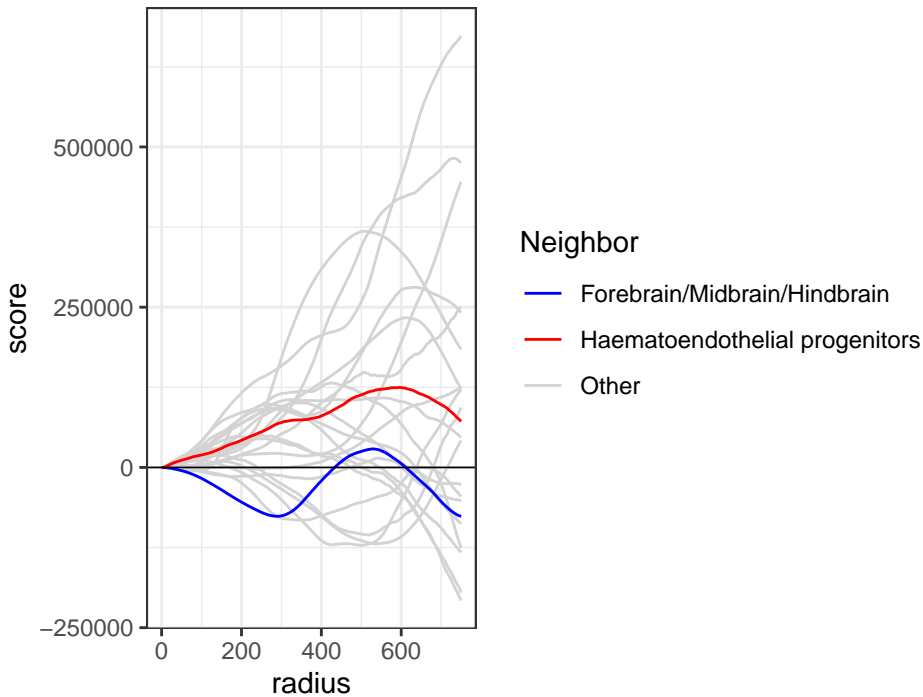 500000
250000
0
−250000
score
0
200
400
600
radius
Neighbor
Forebrain/Midbrain/Hindbrain
Haematoendothelial progenitors
Other